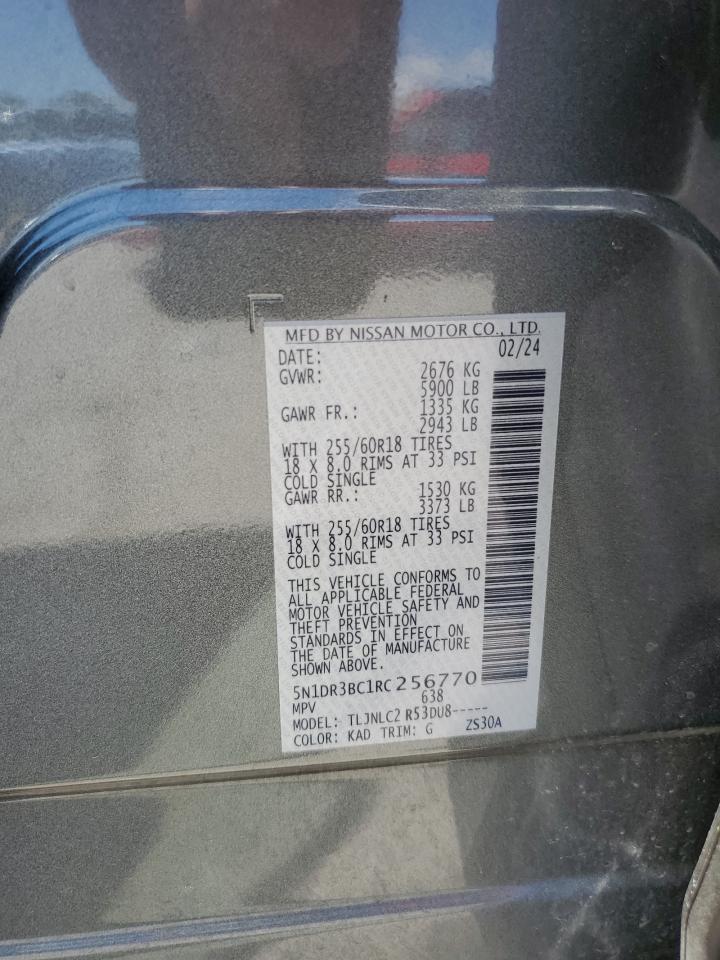 MFD BY NISSAN MOTOR CO., LTD.
DATE: 02/24
GVWR: 2676 KG
5900 LB
GAWR FR.: 1335 KG
2943 LB
WITH 255/60R18 TIRES
18 X 8.0 RIMS AT 33 PSI
COLD SINGLE
GAWR RR.: 1530 KG
3373 LB
WITH 255/60R18 TIRES
18 X 8.0 RIMS AT 33 PSI
COLD SINGLE
THIS VEHICLE CONFORMS TO
ALL APPLICABLE FEDERAL
MOTOR VEHICLE SAFETY AND
THEFT PREVENTION
STANDARDS IN EFFECT ON
THE DATE OF MANUFACTURE
SHOWN ABOVE.
5N1DR3BC1RC256770
MPV 638
MODEL: TLJNLC2 R53DU8-----
COLOR: KAD TRIM: G ZS30A